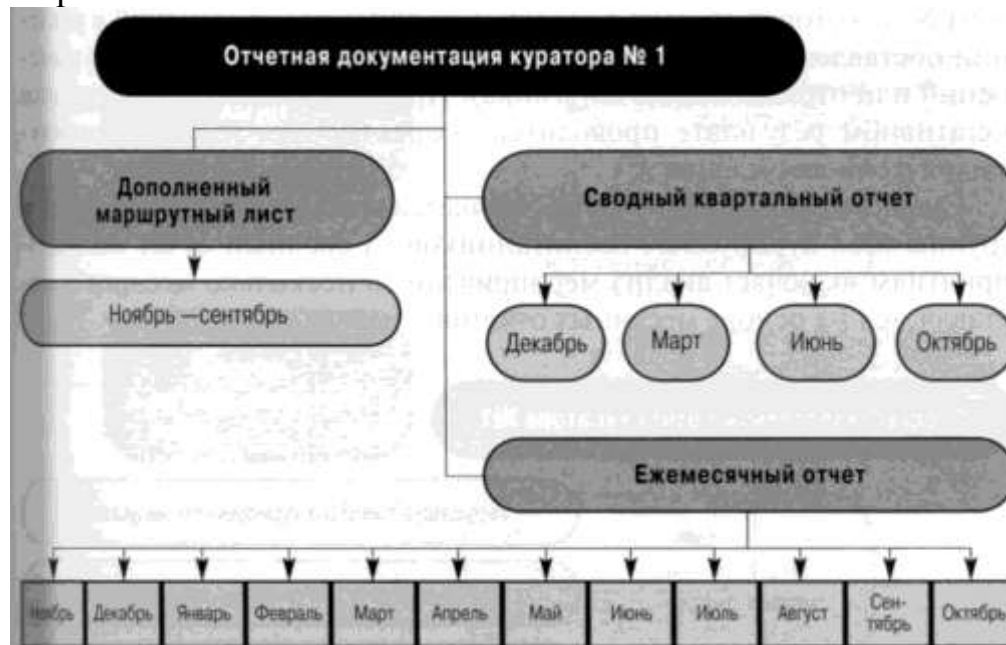 Отчетная документация куратора № 1
Дополненный
маршрутный лист
Сводный квартальный отчет
Ноябрь —сентябрь
Декабрь
Март
Июнь
Октябрь
Ежемесячный отчет
Ноябрь
Декабрь
Январь
Февраль
Март
Апрель
Май
Июнь
Июль
Август
Сен-
тябрь
Октябрь